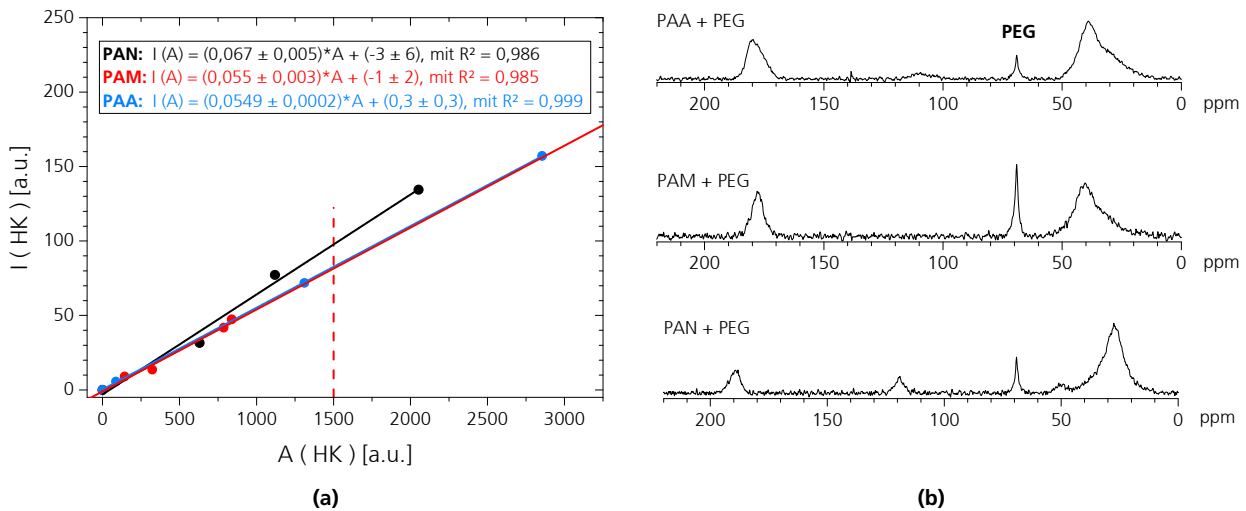 250
200
150
100
50
0
I ( HK ) [a.u.]
PAN: I (A) = (0,067 ± 0,005)*A + (-3 ± 6), mit R² = 0,986
PAM: I (A) = (0,055 ± 0,003)*A + (-1 ± 2), mit R² = 0,985
PAA: I (A) = (0,0549 ± 0,0002)*A + (0,3 ± 0,3), mit R² = 0,999
0 500 1000 1500 2000 2500 3000
A ( HK ) [a.u.]
(a)
PAA + PEG
PEG
200 150 100 50 0 ppm
PAM + PEG
200 150 100 50 0 ppm
PAN + PEG
200 150 100 50 0 ppm
(b)